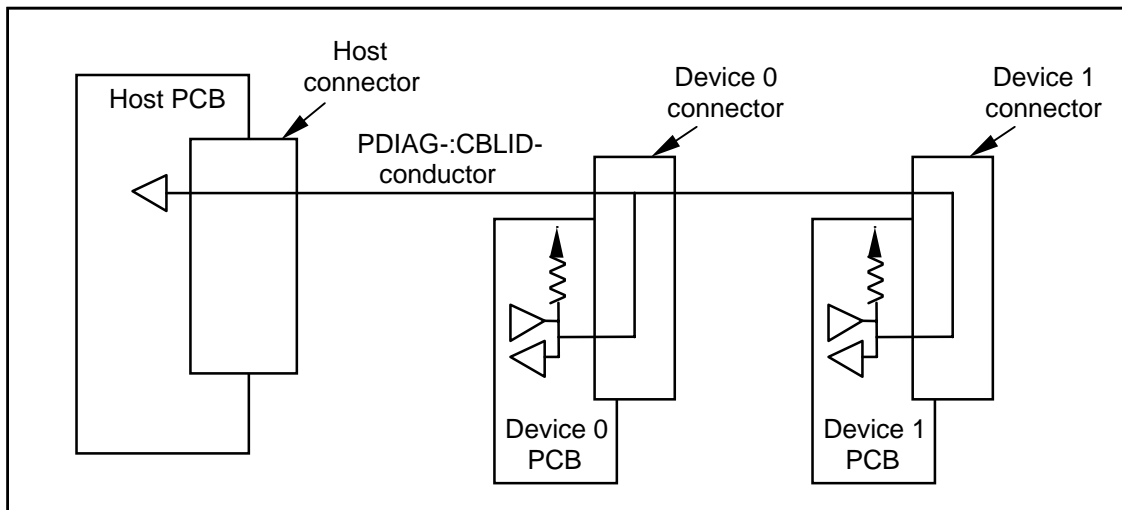 Host
connector
Host PCB
Device 0
connector
Device 1
connector
PDIAG-:CBLID-
conductor
Device 0
PCB
Device 1
PCB